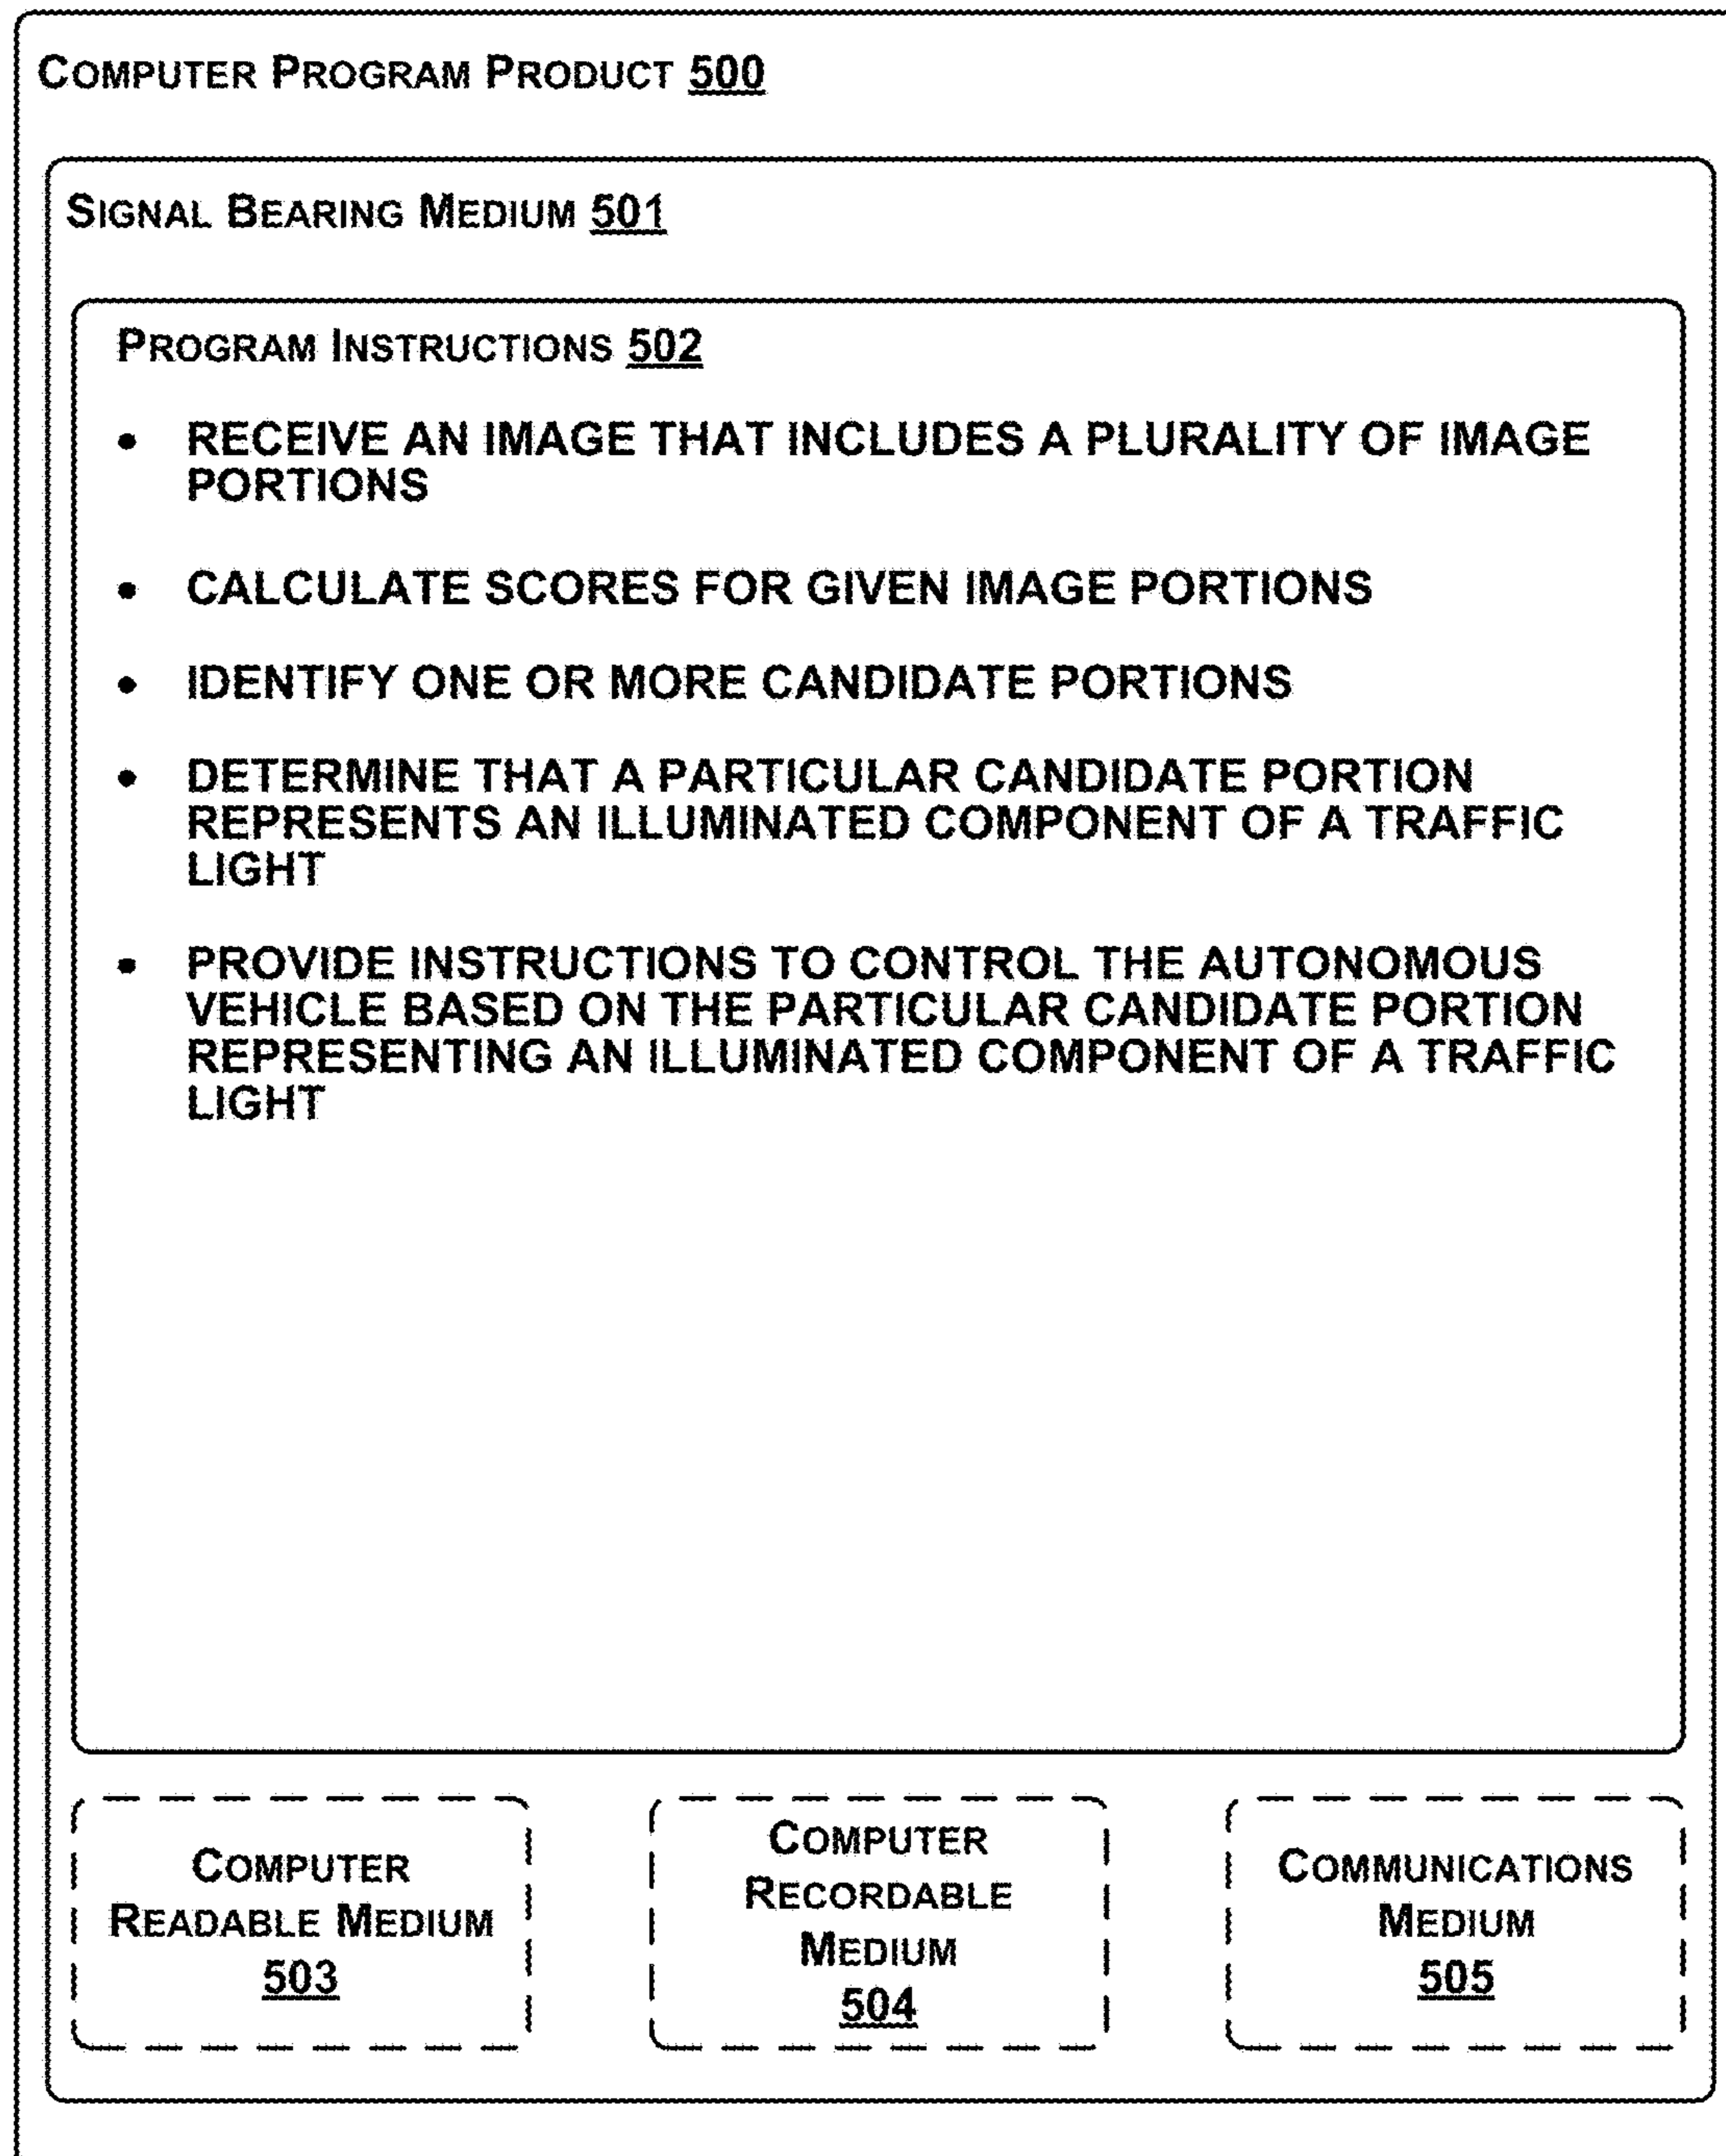 COMPUTER PROGRAM PRODUCT 500
SIGNAL BEARING MEDIUM 501
PROGRAM INSTRUCTIONS 502
• RECEIVE AN IMAGE THAT INCLUDES A PLURALITY OF IMAGE
PORTIONS
• CALCULATE SCORES FOR GIVEN IMAGE PORTIONS
• IDENTIFY ONE OR MORE CANDIDATE PORTIONS
• DETERMINE THAT A PARTICULAR CANDIDATE PORTION
REPRESENTS AN ILLUMINATED COMPONENT OF A TRAFFIC
LIGHT
• PROVIDE INSTRUCTIONS TO CONTROL THE AUTONOMOUS
VEHICLE BASED ON THE PARTICULAR CANDIDATE PORTION
REPRESENTING AN ILLUMINATED COMPONENT OF A TRAFFIC
LIGHT
COMPUTER
READABLE MEDIUM
503
COMPUTER
RECORDABLE
MEDIUM
504
COMMUNICATIONS
MEDIUM
505